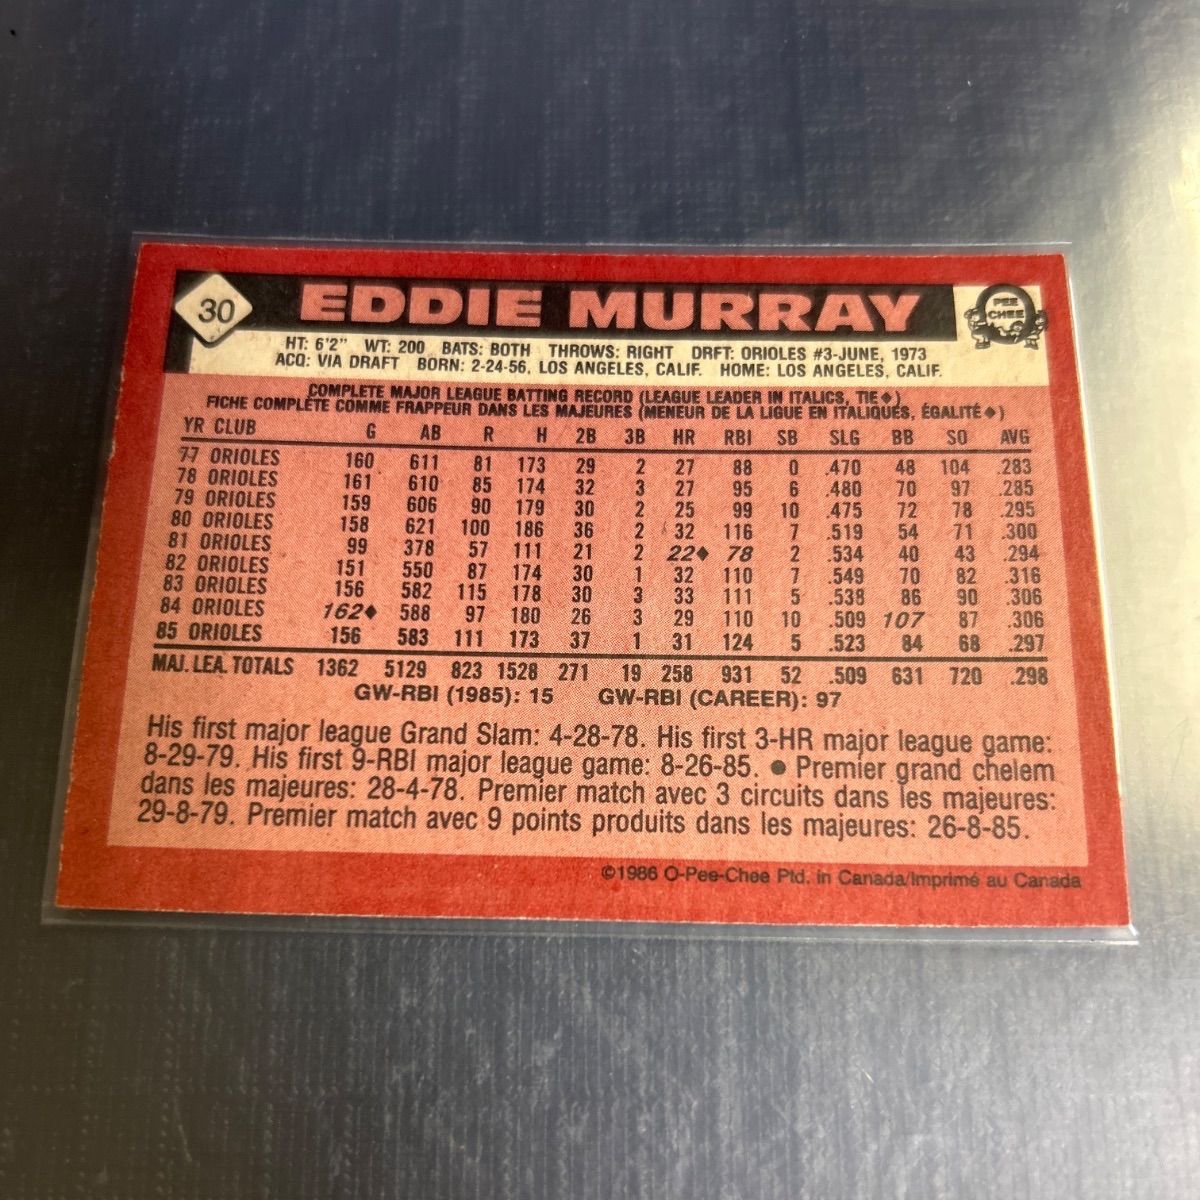 30
EDDIE MURRAY
PEE
CHEE
HT: 6'2" WT: 200 BATS: BOTH THROWS: RIGHT DRFT: ORIOLES #3-JUNE, 1973
ACQ: VIA DRAFT BORN: 2-24-56, LOS ANGELES, CALIF. HOME: LOS ANGELES, CALIF.
COMPLETE MAJOR LEAGUE BATTING RECORD (LEAGUE LEADER IN ITALICS, TIE♦)
FICHE COMPLÈTE COMME FRAPPEUR DANS LES MAJEURES (MENEUR DE LA LIGUE EN ITALIQUES, ÉGALITÉ♦)
YR CLUB G AB R H 2B 3B HR RBI SB SLG BB SO AVG
77 ORIOLES 160 611 81 173 29 2 27 88 0 .470 48 104 .283
78 ORIOLES 161 610 85 174 32 3 27 95 6 .480 70 97 .285
79 ORIOLES 159 606 90 179 30 2 25 99 10 .475 72 78 .295
80 ORIOLES 158 621 100 186 36 2 32 116 7 .519 54 71 .300
81 ORIOLES 99 378 57 111 21 2 22♦ 78 2 .534 40 43 .294
82 ORIOLES 151 550 87 174 30 1 32 110 7 .549 70 82 .316
83 ORIOLES 156 582 115 178 30 3 33 111 5 .538 86 90 .306
84 ORIOLES 162♦ 588 97 180 26 3 29 110 10 .509 107 87 .306
85 ORIOLES 156 583 111 173 37 1 31 124 5 .523 84 68 .297
MAJ. LEA. TOTALS 1362 5129 823 1528 271 19 258 931 52 .509 631 720 .298
GW-RBI (1985): 15 GW-RBI (CAREER): 97
His first major league Grand Slam: 4-28-78. His first 3-HR major league game:
8-29-79. His first 9-RBI major league game: 8-26-85. ● Premier grand chelem
dans les majeures: 28-4-78. Premier match avec 3 circuits dans les majeures:
29-8-79. Premier match avec 9 points produits dans les majeures: 26-8-85.
©1986 O-Pee-Chee Ptd. in Canada/Imprimé au Canada